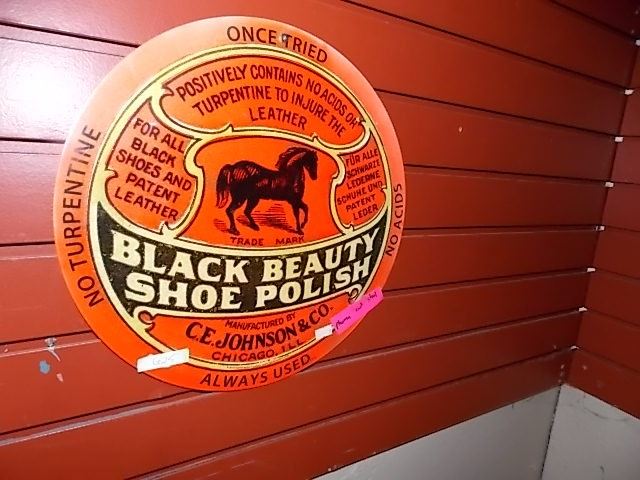 ONCE TRIED
POSITIVELY CONTAINS NO ACIDS OR
TURPENTINE TO INJURE THE
LEATHER
FOR ALL
BLACK
SHOES AND
PATENT
LEATHER
FÜR ALLE
SCHWARZE
LEDERNE
SCHUHE UND
PATENT
LEDER
TRADE MARK
NO TURPENTINE
NO ACIDS
BLACK BEAUTY
SHOE POLISH
MANUFACTURED BY
C.E. JOHNSON & CO.
CHICAGO, ILL.
ALWAYS USED